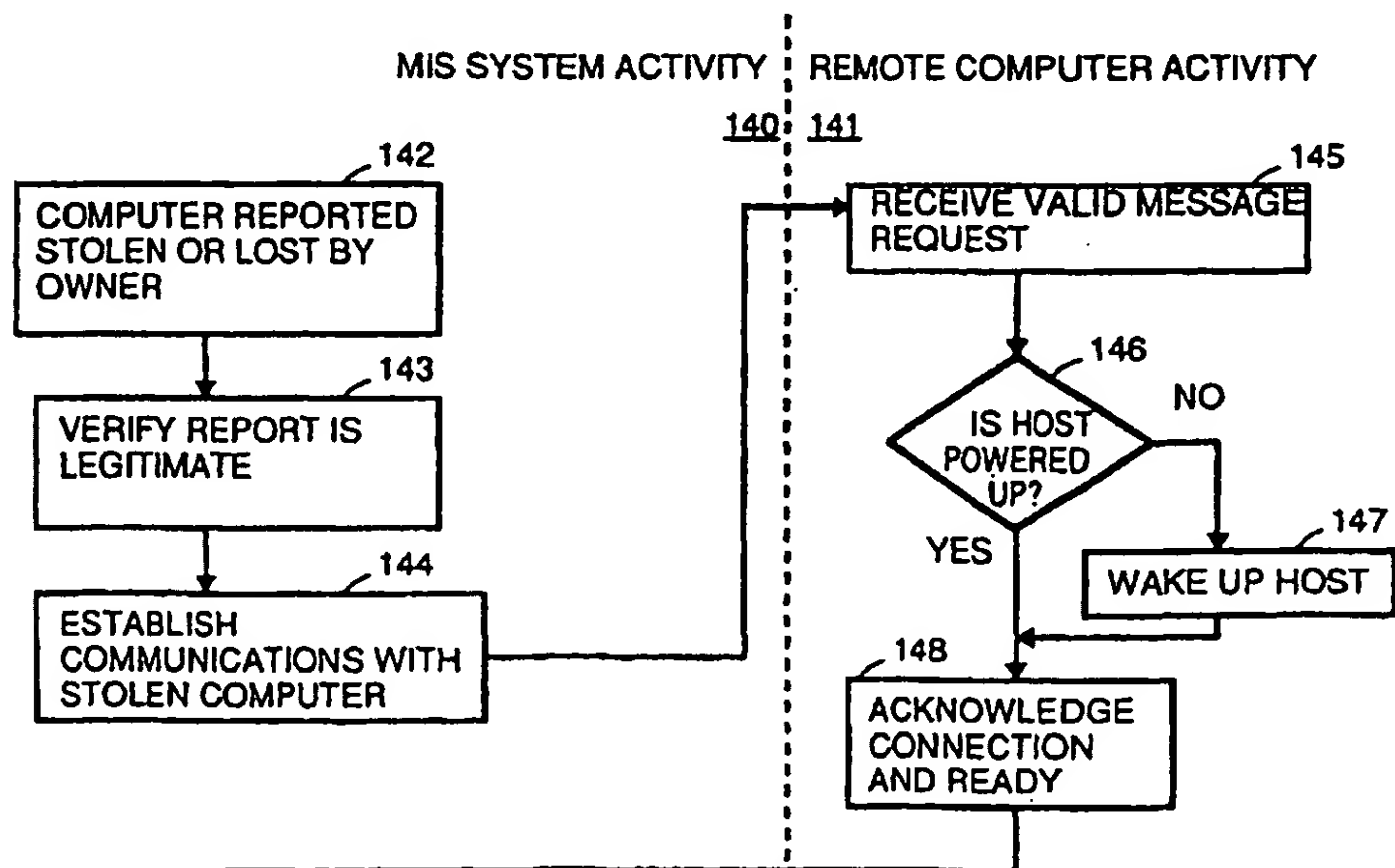 MIS SYSTEM ACTIVITY
REMOTE COMPUTER ACTIVITY
140
141
142
COMPUTER REPORTED
STOLEN OR LOST BY
OWNER
143
VERIFY REPORT IS
LEGITIMATE
144
ESTABLISH
COMMUNICATIONS WITH
STOLEN COMPUTER
145
RECEIVE VALID MESSAGE
REQUEST
146
IS HOST
POWERED
UP?
NO
YES
147
WAKE UP HOST
148
ACKNOWLEDGE
CONNECTION
AND READY